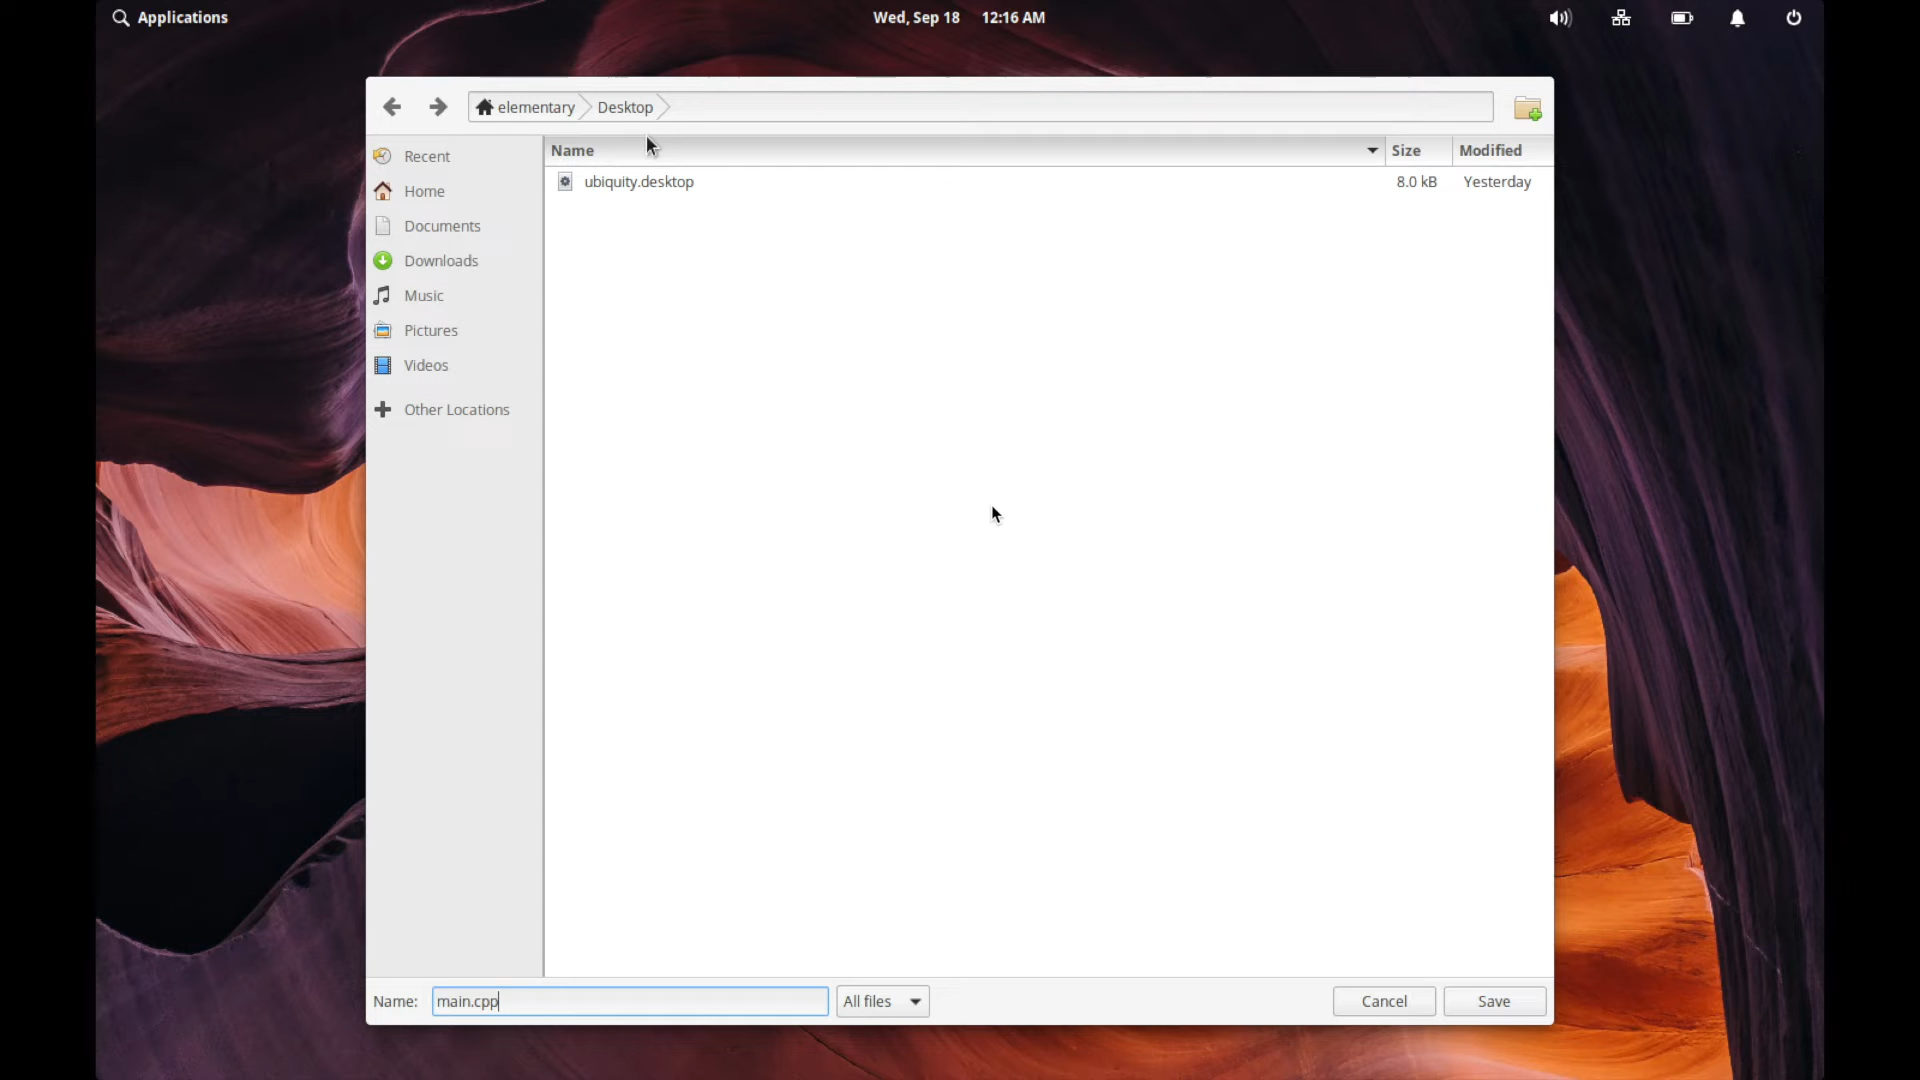 Applications
Wed, Sep 18 12:16 AM
elementary Desktop
Name Size Modified
Recent
ubiquity.desktop 8.0 kB Yesterday
Home
Documents
Downloads
Music
Pictures
Videos
Other Locations
Name: main.cpp All files Cancel Save